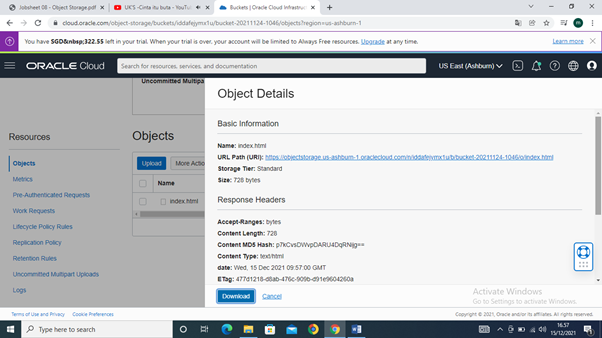 Jobsheet 08 - Object Storage.pdf
UK'S -Cinta itu buta - YouTu
Buckets | Oracle Cloud Infrastruct
cloud.oracle.com/object-storage/buckets/iddafejymx1u/bucket-20211124-1046/objects?region=us-ashburn-1
You have SGD&nbsp;322.55 left in your trial. When your trial is over, your account will be limited to Always Free resources. Upgrade at any time.
Learn more
ORACLE Cloud
Search for resources, services, and documentation
US East (Ashburn)
Uncommitted Multipa
Resources
Objects
Metrics
Pre-Authenticated Requests
Work Requests
Lifecycle Policy Rules
Replication Policy
Retention Rules
Uncommitted Multipart Uploads
Logs
Objects
Upload
More Actio
Name
index.html
Object Details
Basic Information
Name: index.html
URL Path (URI): https://objectstorage.us-ashburn-1.oraclecloud.com/n/iddafejymx1u/b/bucket-20211124-1046/o/index.html
Storage Tier: Standard
Size: 728 bytes
Response Headers
Accept-Ranges: bytes
Content Length: 728
Content MD5 Hash: p7KCvsDWvpDARU4DqRNijg==
Content Type: text/html
date: Wed, 15 Dec 2021 09:57:00 GMT
ETag: 477d1218-d8ab-476c-909b-d91e9604260a
Download
Cancel
Activate Windows
Go to Settings to activate Windows.
Terms of Use and Privacy
Cookie Preferences
Copyright © 2021, Oracle and/or its affiliates. All rights reserved.
Type here to search
16.57
15/12/2021